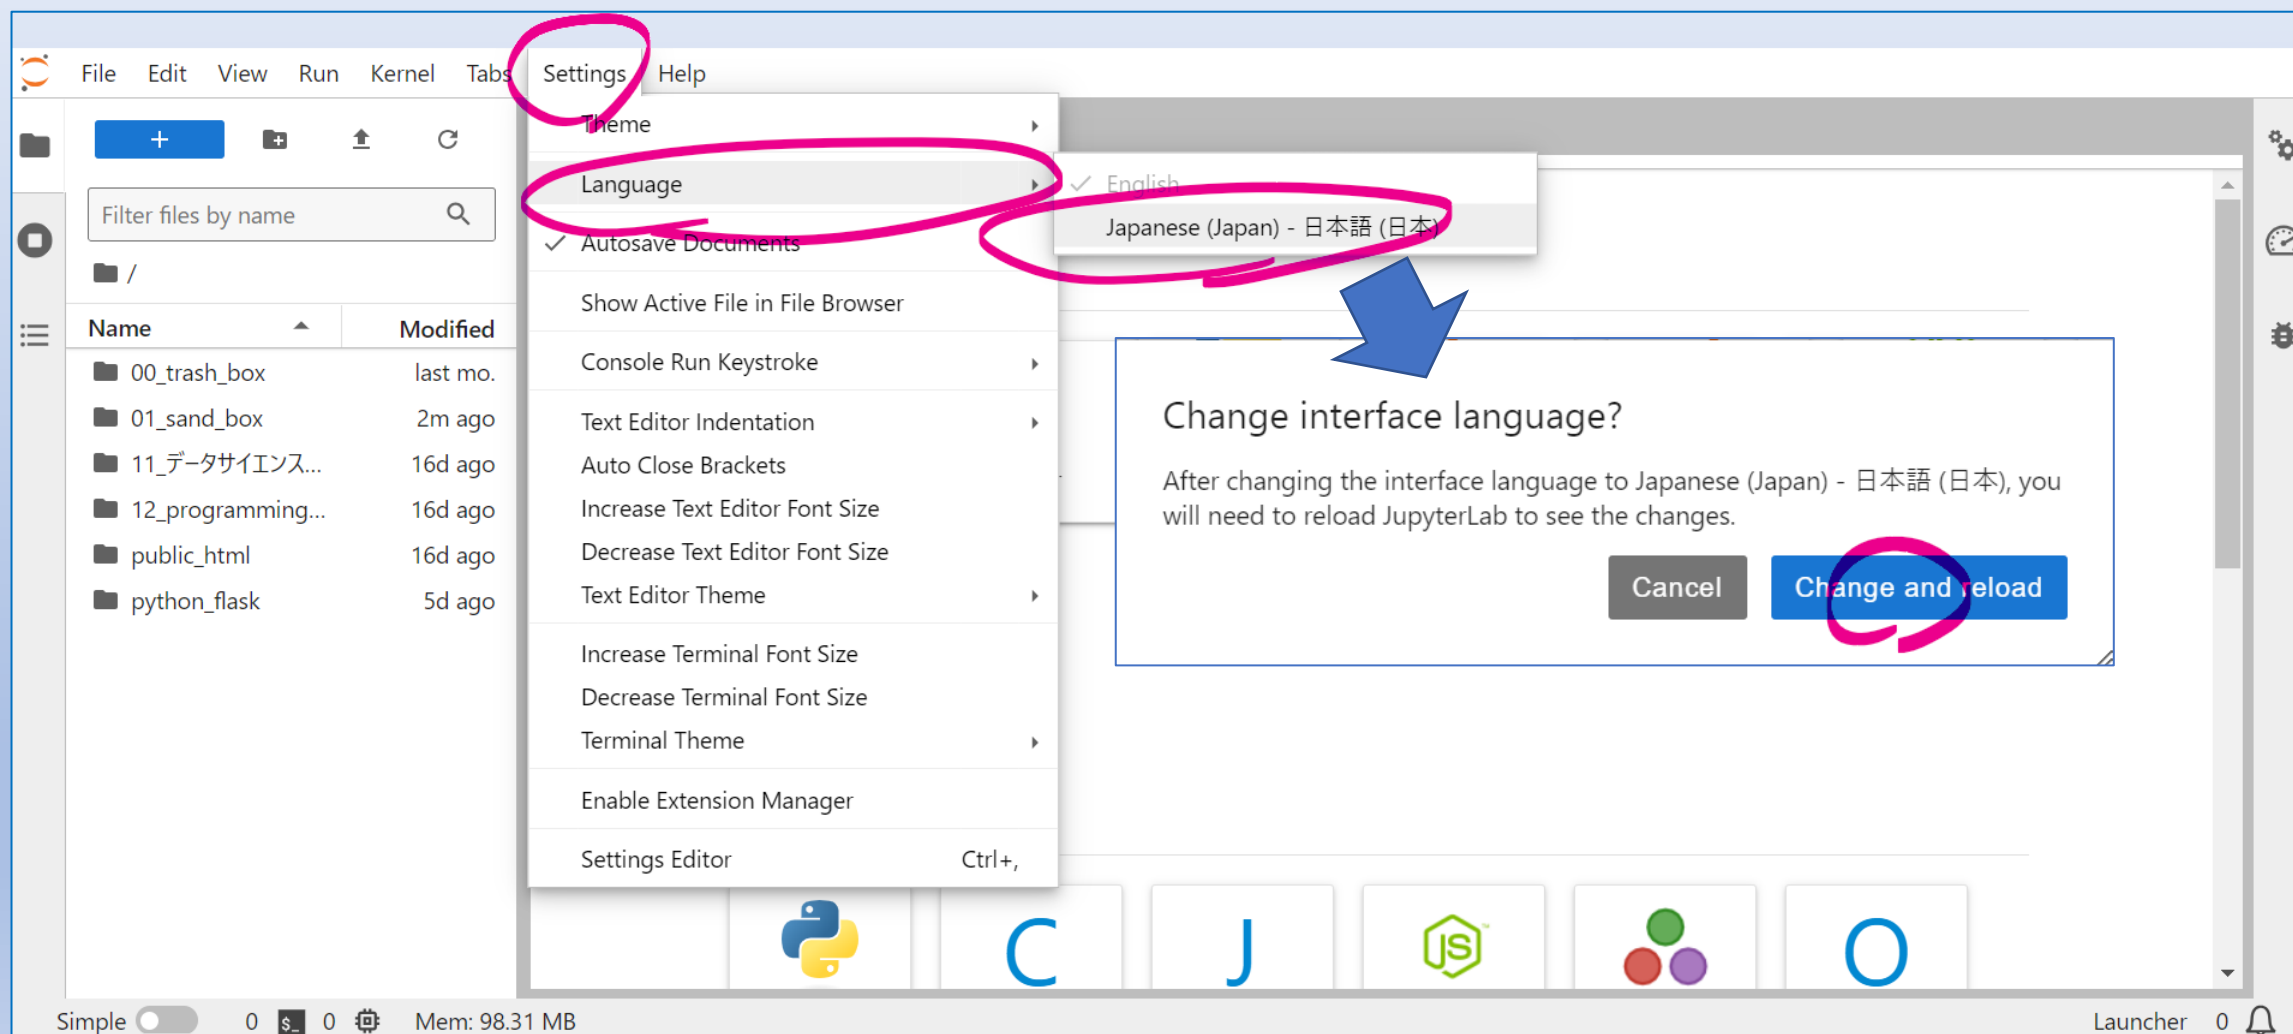 File Edit View Run Kernel Tabs Settings Help
+
Filter files by name
/
Name Modified
00_trash_box last mo.
01_sand_box 2m ago
11_データサイエンス... 16d ago
12_programming... 16d ago
public_html 16d ago
python_flask 5d ago
Theme
Language
Autosave Documents
Show Active File in File Browser
Console Run Keystroke
Text Editor Indentation
Auto Close Brackets
Increase Text Editor Font Size
Decrease Text Editor Font Size
Text Editor Theme
Increase Terminal Font Size
Decrease Terminal Font Size
Terminal Theme
Enable Extension Manager
Settings Editor Ctrl+,
English
Japanese (Japan) - 日本語 (日本)
Change interface language?
After changing the interface language to Japanese (Japan) - 日本語 (日本), you
will need to reload JupyterLab to see the changes.
Cancel Change and reload
C J JS O
Simple 0 $_ 0 Mem: 98.31 MB Launcher 0